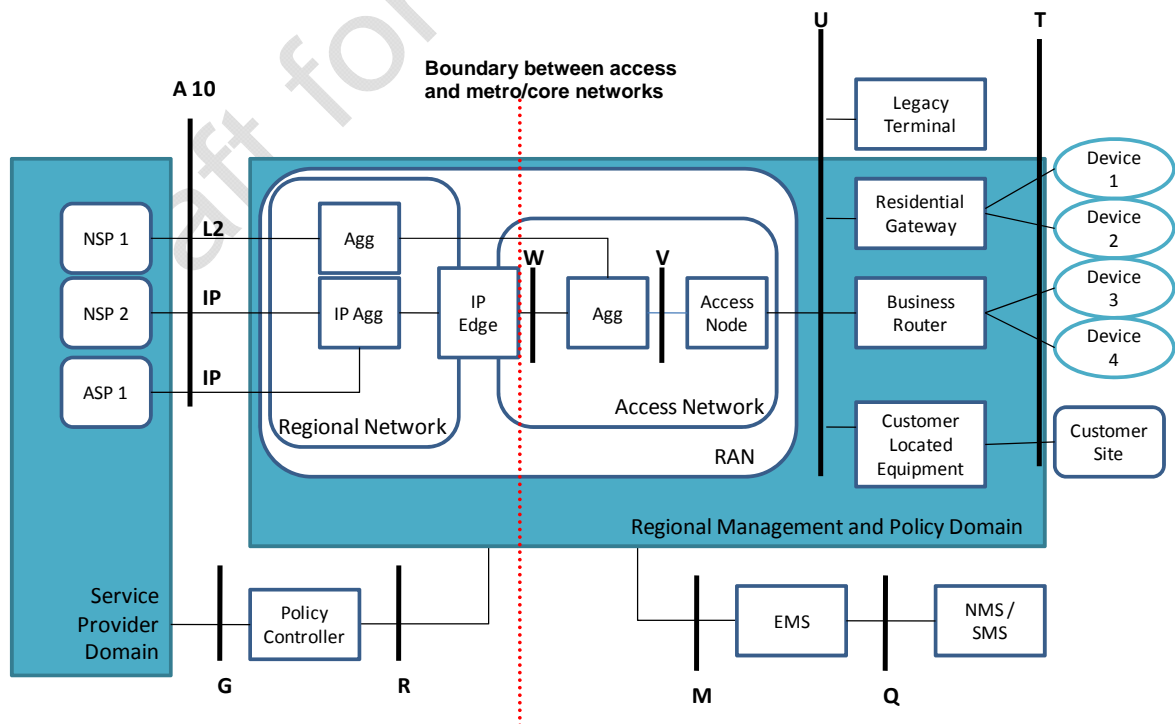 aft for
U
T
Boundary between access
and metro/core networks
A 10
Legacy
Terminal
Device
1
NSP 1
L2
Agg
Residential
Gateway
Device
2
W
V
NSP 2
IP
IP Agg
IP
Edge
Agg
Access
Node
Business
Router
Device
3
Device
4
ASP 1
IP
Regional Network
Access Network
RAN
Customer
Located
Equipment
Customer
Site
Regional Management and Policy Domain
Service
Provider
Domain
Policy
Controller
EMS
NMS /
SMS
G
R
M
Q